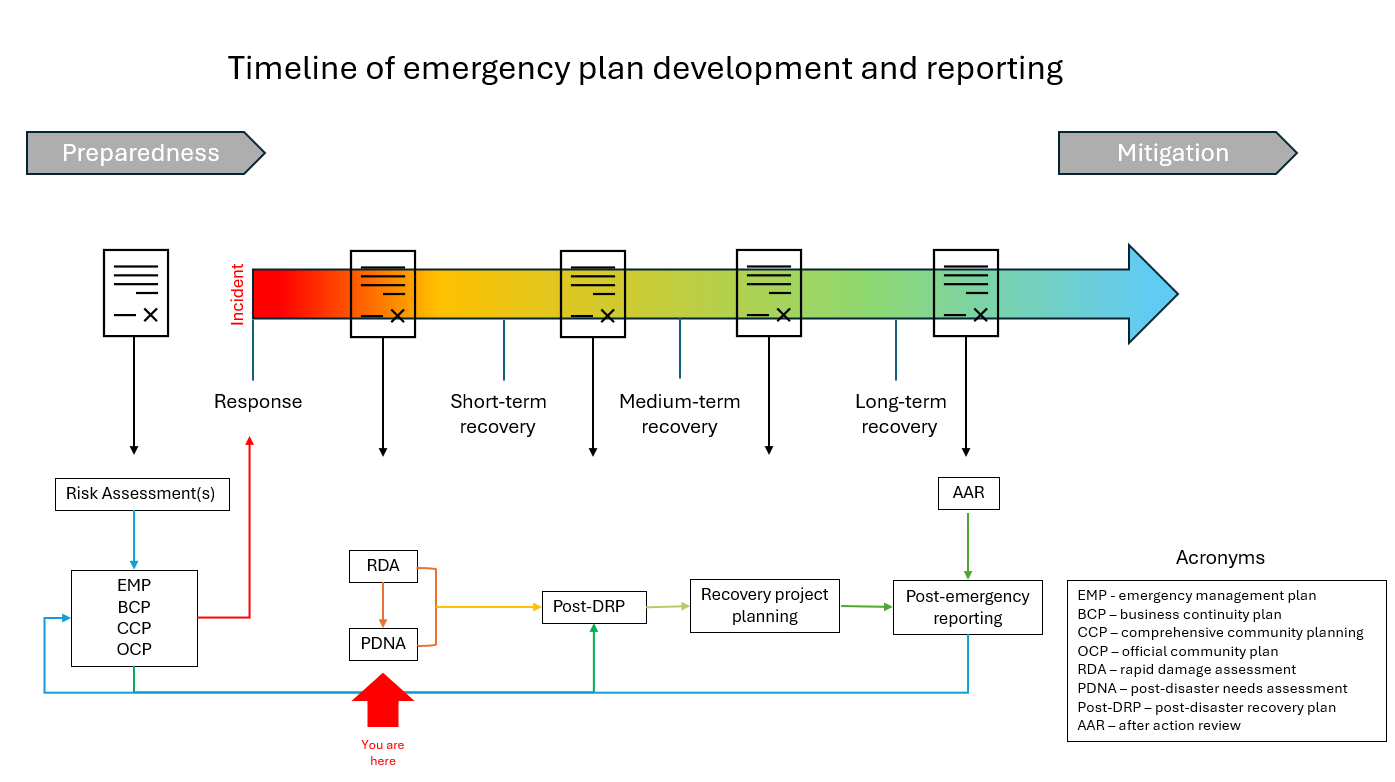 Timeline of emergency plan development and reporting
Preparedness
Mitigation
Incident
Response
Short-term
recovery
Medium-term
recovery
Long-term
recovery
Risk Assessment(s)
EMP
BCP
CCP
OCP
RDA
PDNA
Post-DRP
Recovery project
planning
AAR
Post-emergency
reporting
You are
here
Acronyms
EMP - emergency management plan
BCP – business continuity plan
CCP – comprehensive community planning
OCP – official community plan
RDA – rapid damage assessment
PDNA – post-disaster needs assessment
Post-DRP – post-disaster recovery plan
AAR – after action review